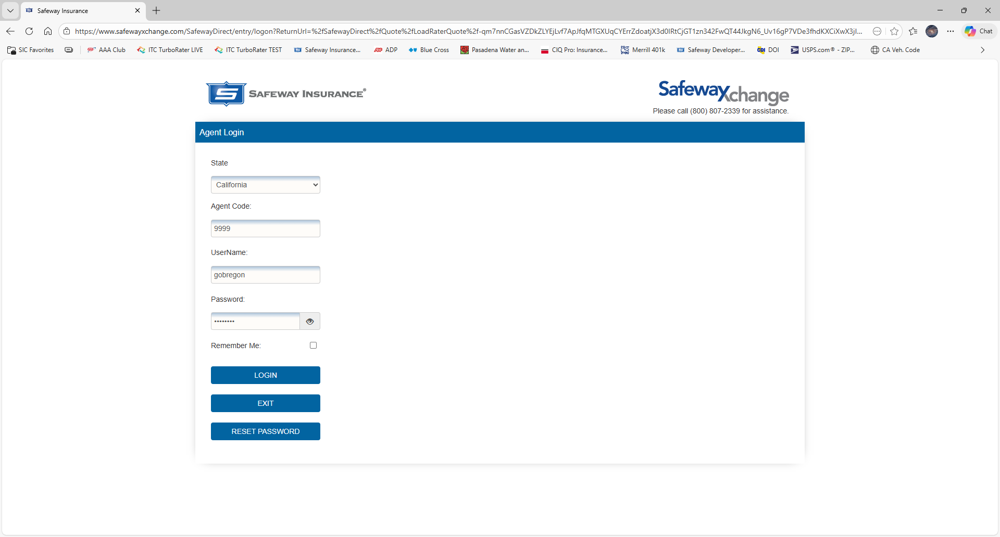 Safeway Insurance
https://www.safewayxchange.com/SafewayDirect/entry/logon?ReturnUrl=%2fSafewayDirect%2fQuote%2fLoadRaterQuote%2f-qm7nnCGasVZDkZLYEjLvf7ApJfqMTGXUqCYErrZdoatjX3d0IRtCjGT1zn342FwQT44JkgN6_Uv16gP7VDe3fhdKXCiXwX3jl...
Chat
SIC Favorites
AAA Club
ITC TurboRater LIVE
ITC TurboRater TEST
Safeway Insurance...
ADP
Blue Cross
Pasadena Water an...
CIQ Pro: Insurance...
Merrill 401k
Safeway Developer...
CDI DOI
USPS.com® - ZIP...
CA Veh. Code
S SAFEWAY INSURANCE®
SafewayXchange
Please call (800) 807-2339 for assistance.
Agent Login
State
California
Agent Code:
9999
UserName:
gobregon
Password:
••••••••
Remember Me:
LOGIN
EXIT
RESET PASSWORD